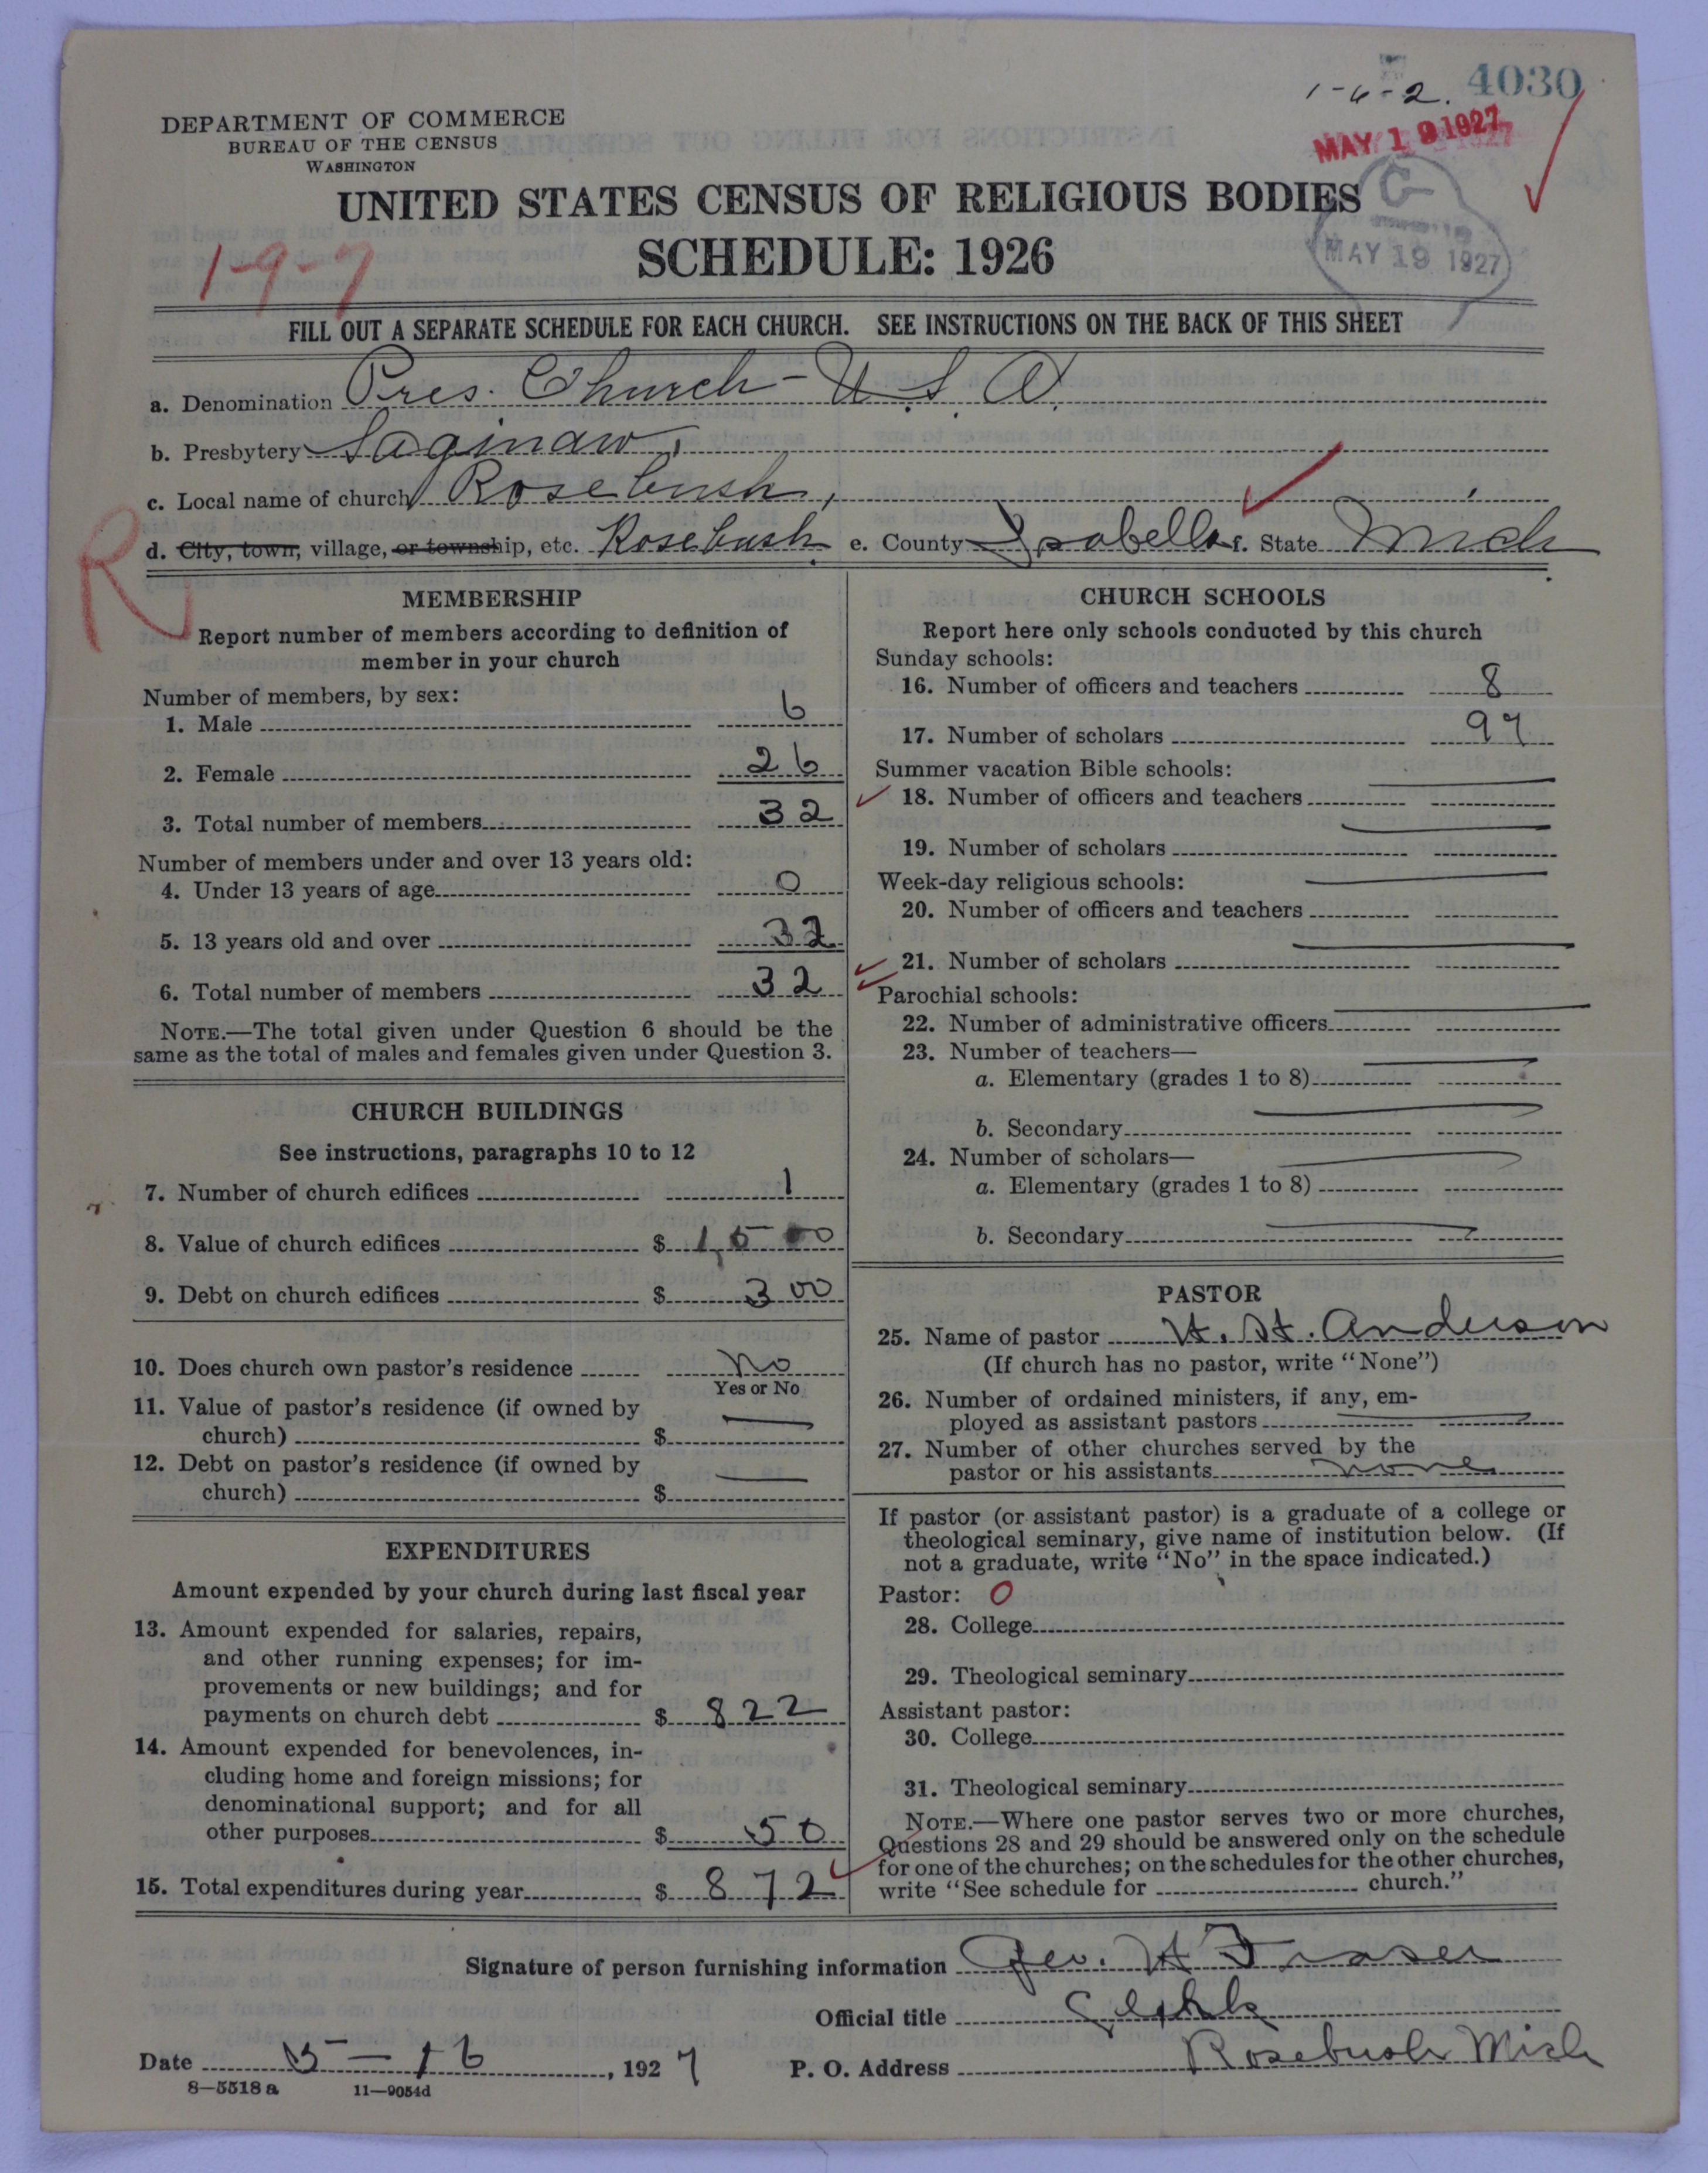 1-6-2. 4030
DEPARTMENT OF COMMERCE
BUREAU OF THE CENSUS
WASHINGTON
MAY 19 1927
UNITED STATES CENSUS OF RELIGIOUS BODIES
SCHEDULE: 1926
1-9-7
MAY 19 1927
FILL OUT A SEPARATE SCHEDULE FOR EACH CHURCH. SEE INSTRUCTIONS ON THE BACK OF THIS SHEET
a. Denomination Pres. Church - U.S.A.
b. Presbytery Saginaw,
c. Local name of church Rosebush,
d. City, town, village, or township, etc. Rosebush. e. County Isabella f. State Mich
R
MEMBERSHIP
Report number of members according to definition of
member in your church
Number of members, by sex:
1. Male 6
2. Female 26
3. Total number of members 32
Number of members under and over 13 years old:
4. Under 13 years of age 0
5. 13 years old and over 32
6. Total number of members 32
NOTE.—The total given under Question 6 should be the
same as the total of males and females given under Question 3.
CHURCH BUILDINGS
See instructions, paragraphs 10 to 12
7. Number of church edifices 1
8. Value of church edifices $ 1,500
9. Debt on church edifices $ 300
10. Does church own pastor's residence No
Yes or No
11. Value of pastor's residence (if owned by
church) $ —
12. Debt on pastor's residence (if owned by
church) $ —
EXPENDITURES
Amount expended by your church during last fiscal year
13. Amount expended for salaries, repairs,
and other running expenses; for im-
provements or new buildings; and for
payments on church debt $ 822
14. Amount expended for benevolences, in-
cluding home and foreign missions; for
denominational support; and for all
other purposes $ 50
15. Total expenditures during year $ 872
CHURCH SCHOOLS
Report here only schools conducted by this church
Sunday schools:
16. Number of officers and teachers 8
17. Number of scholars 97
Summer vacation Bible schools:
18. Number of officers and teachers —
19. Number of scholars —
Week-day religious schools:
20. Number of officers and teachers —
21. Number of scholars —
Parochial schools:
22. Number of administrative officers —
23. Number of teachers—
a. Elementary (grades 1 to 8) —
b. Secondary —
24. Number of scholars—
a. Elementary (grades 1 to 8) —
b. Secondary —
PASTOR
25. Name of pastor H. H. Anderson
(If church has no pastor, write "None")
26. Number of ordained ministers, if any, em-
ployed as assistant pastors —
27. Number of other churches served by the
pastor or his assistants none
If pastor (or assistant pastor) is a graduate of a college or
theological seminary, give name of institution below. (If
not a graduate, write "No" in the space indicated.)
Pastor: O
28. College
29. Theological seminary
Assistant pastor:
30. College
31. Theological seminary
NOTE.—Where one pastor serves two or more churches,
Questions 28 and 29 should be answered only on the schedule
for one of the churches; on the schedules for the other churches,
write "See schedule for church."
Signature of person furnishing information Geo. H Fraser
Official title Clerk
Date 5 - 16, 1927 P. O. Address Rosebush Mich
8—5518 a 11—9054d